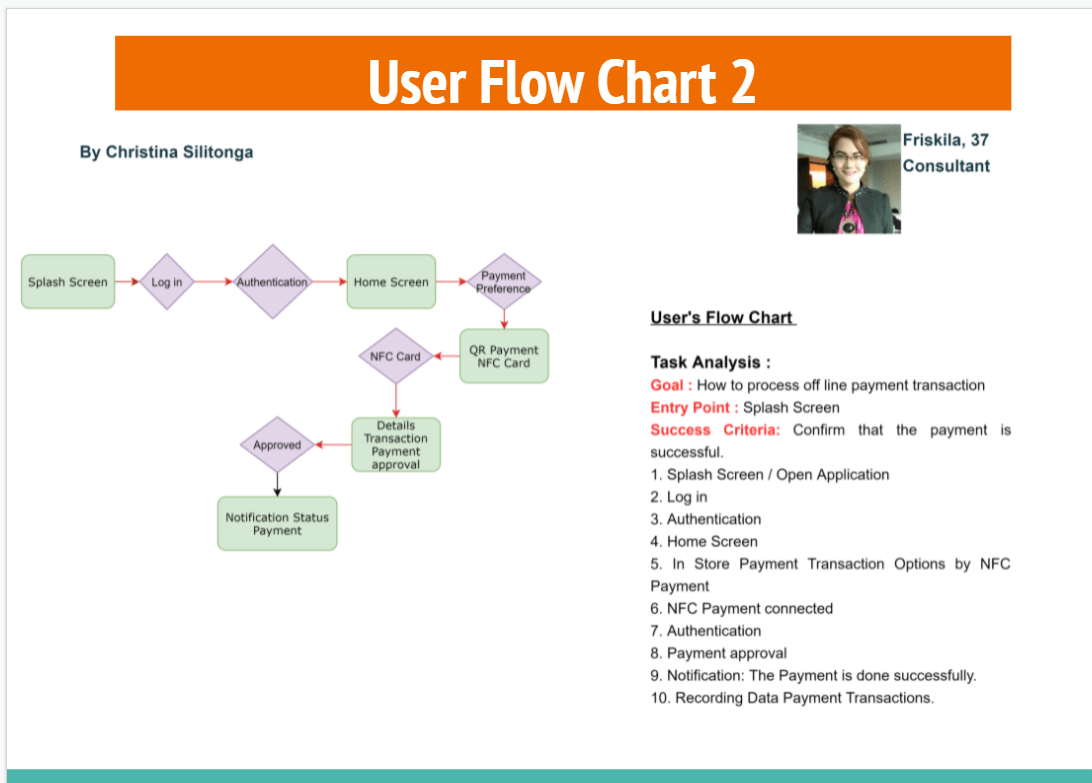 User Flow Chart 2
By Christina Silitonga
Friskila, 37
Consultant
Splash Screen
Log in
Authentication
Home Screen
Payment
Preference
NFC Card
QR Payment
NFC Card
Approved
Details
Transaction
Payment
approval
Notification Status
Payment
User's Flow Chart
Task Analysis :
Goal : How to process off line payment transaction
Entry Point : Splash Screen
Success Criteria: Confirm that the payment is
successful.
1. Splash Screen / Open Application
2. Log in
3. Authentication
4. Home Screen
5. In Store Payment Transaction Options by NFC
Payment
6. NFC Payment connected
7. Authentication
8. Payment approval
9. Notification: The Payment is done successfully.
10. Recording Data Payment Transactions.